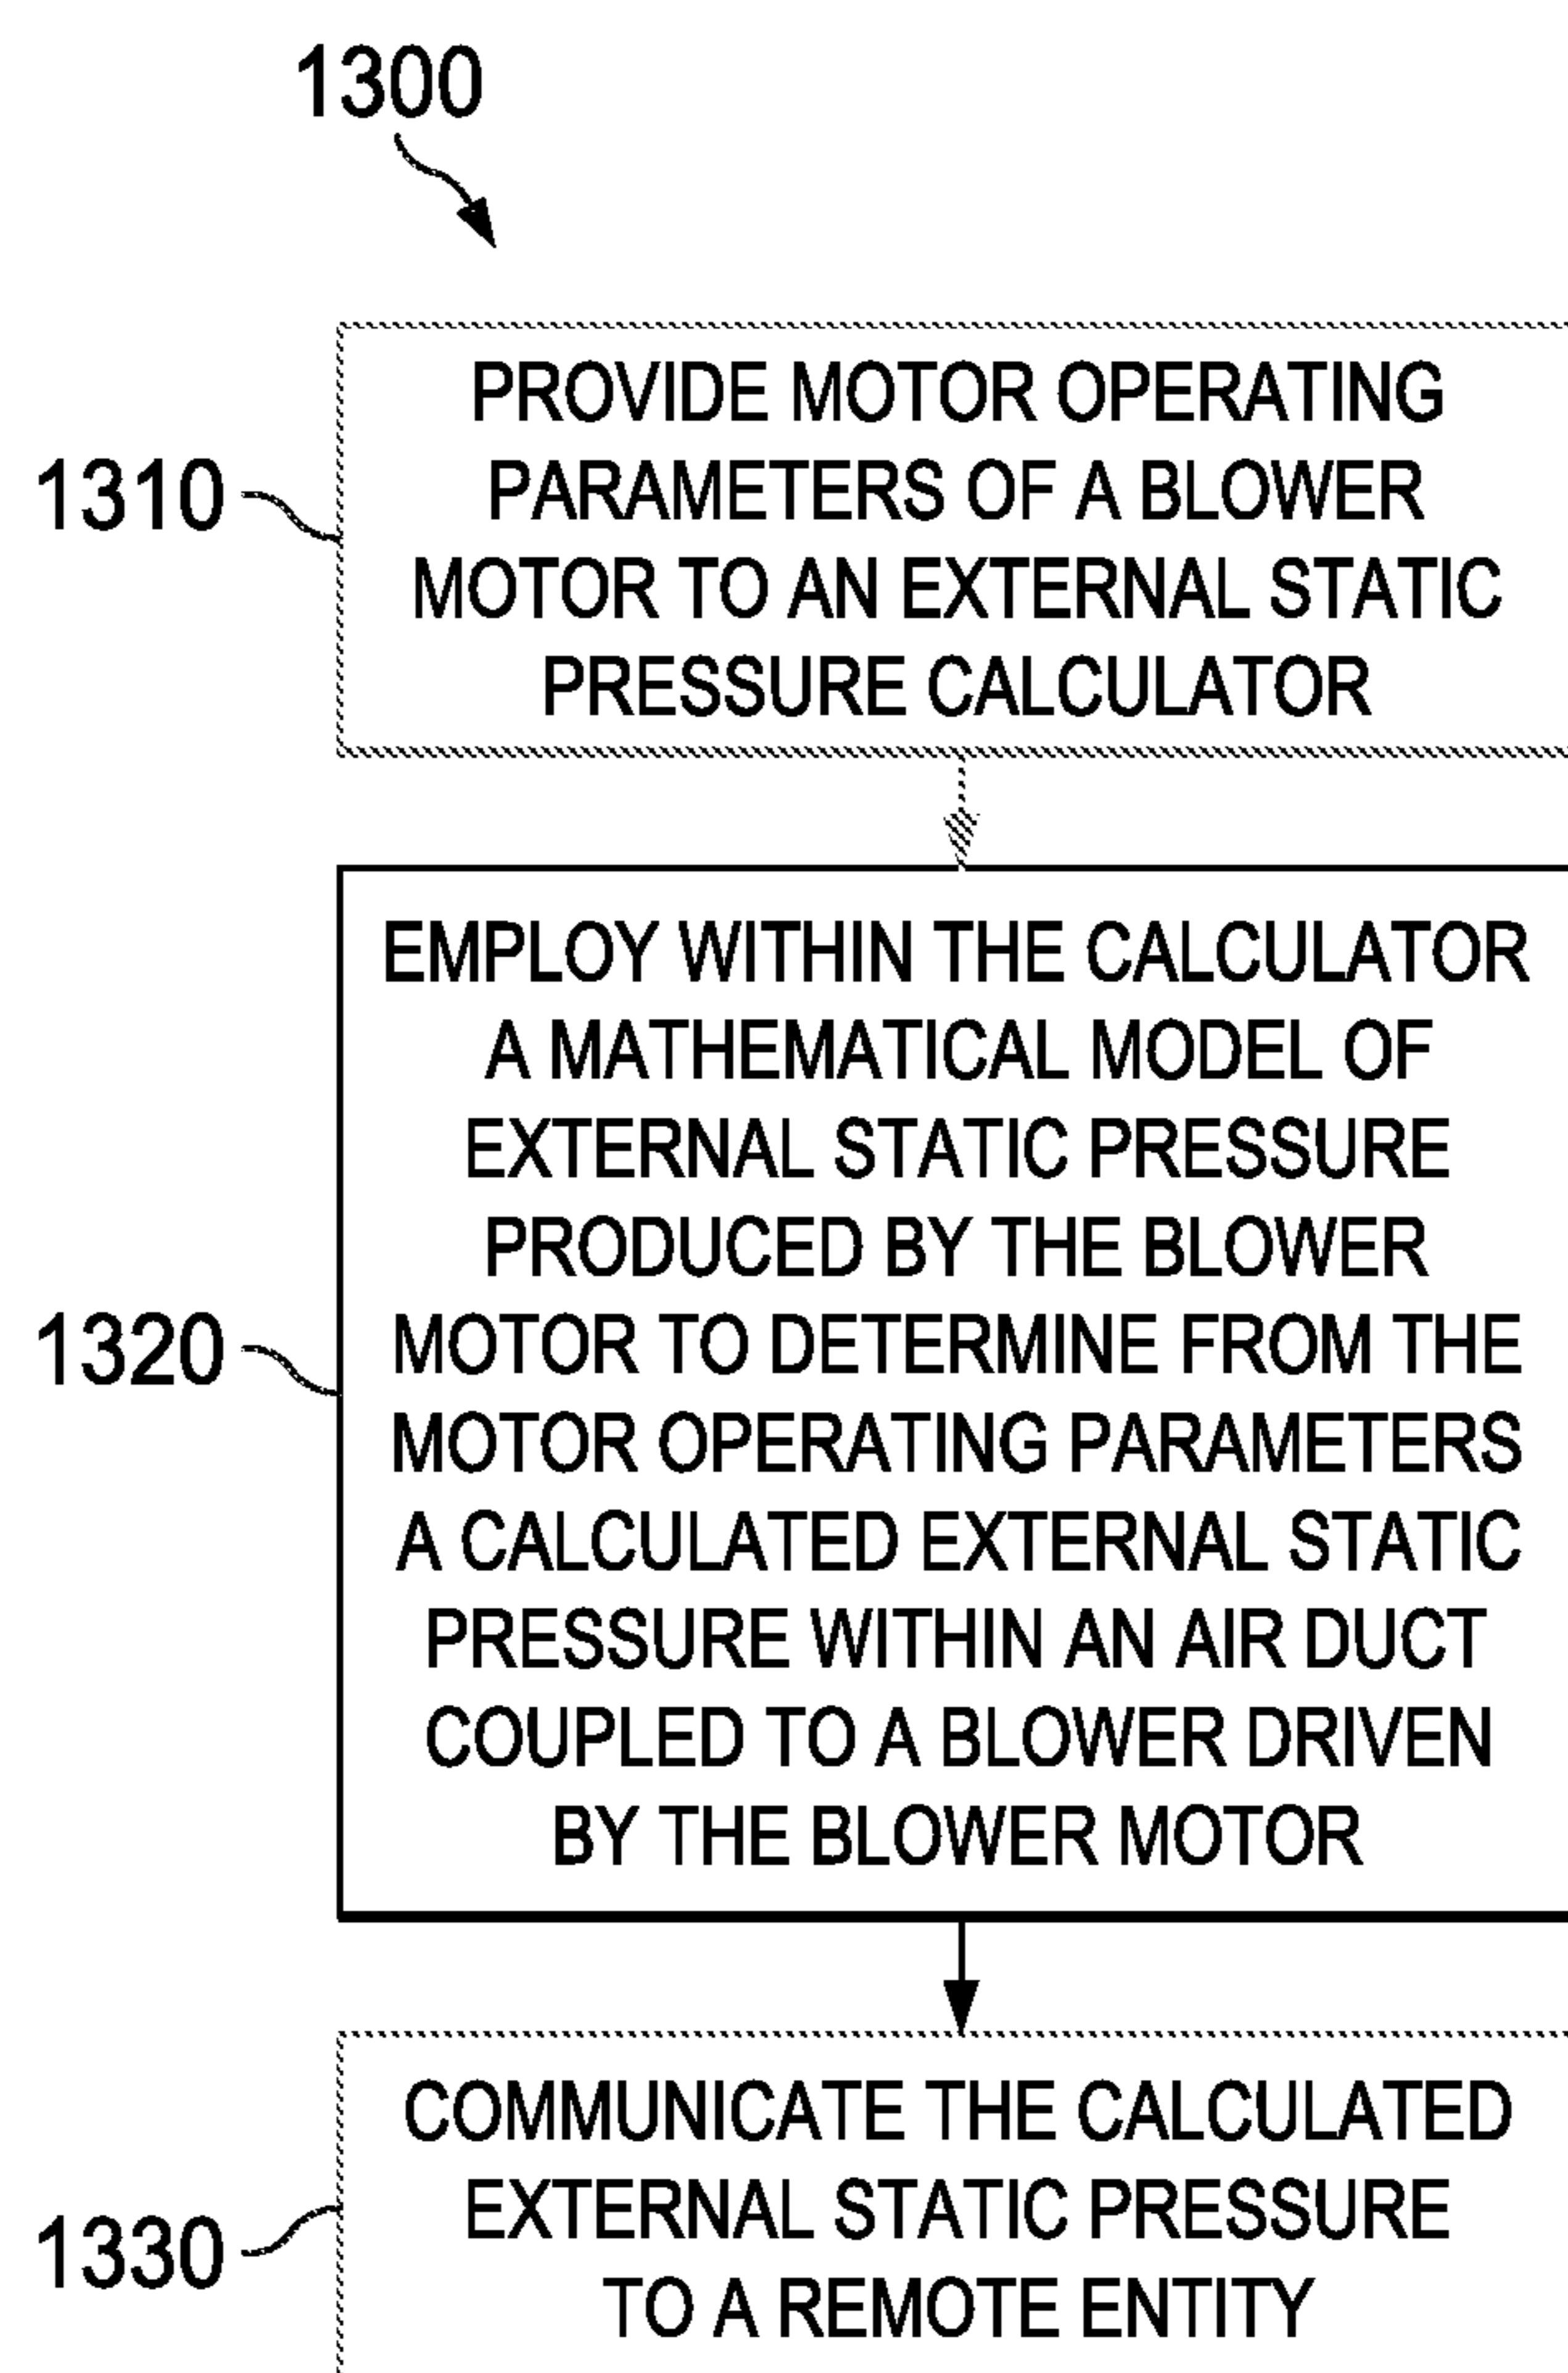 1300
1310
PROVIDE MOTOR OPERATING
PARAMETERS OF A BLOWER
MOTOR TO AN EXTERNAL STATIC
PRESSURE CALCULATOR
1320
EMPLOY WITHIN THE CALCULATOR
A MATHEMATICAL MODEL OF
EXTERNAL STATIC PRESSURE
PRODUCED BY THE BLOWER
MOTOR TO DETERMINE FROM THE
MOTOR OPERATING PARAMETERS
A CALCULATED EXTERNAL STATIC
PRESSURE WITHIN AN AIR DUCT
COUPLED TO A BLOWER DRIVEN
BY THE BLOWER MOTOR
1330
COMMUNICATE THE CALCULATED
EXTERNAL STATIC PRESSURE
TO A REMOTE ENTITY